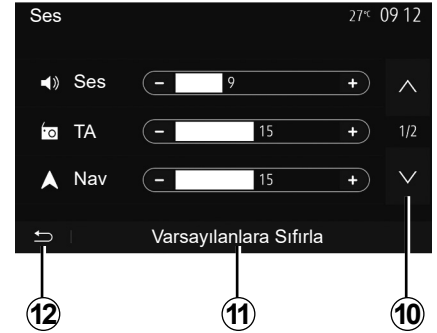 Ses 27°C 09 12
Ses - 9 +
TA - 15 + 1/2
Nav - 15 +
Varsayılanlara Sıfırla
12 11 10